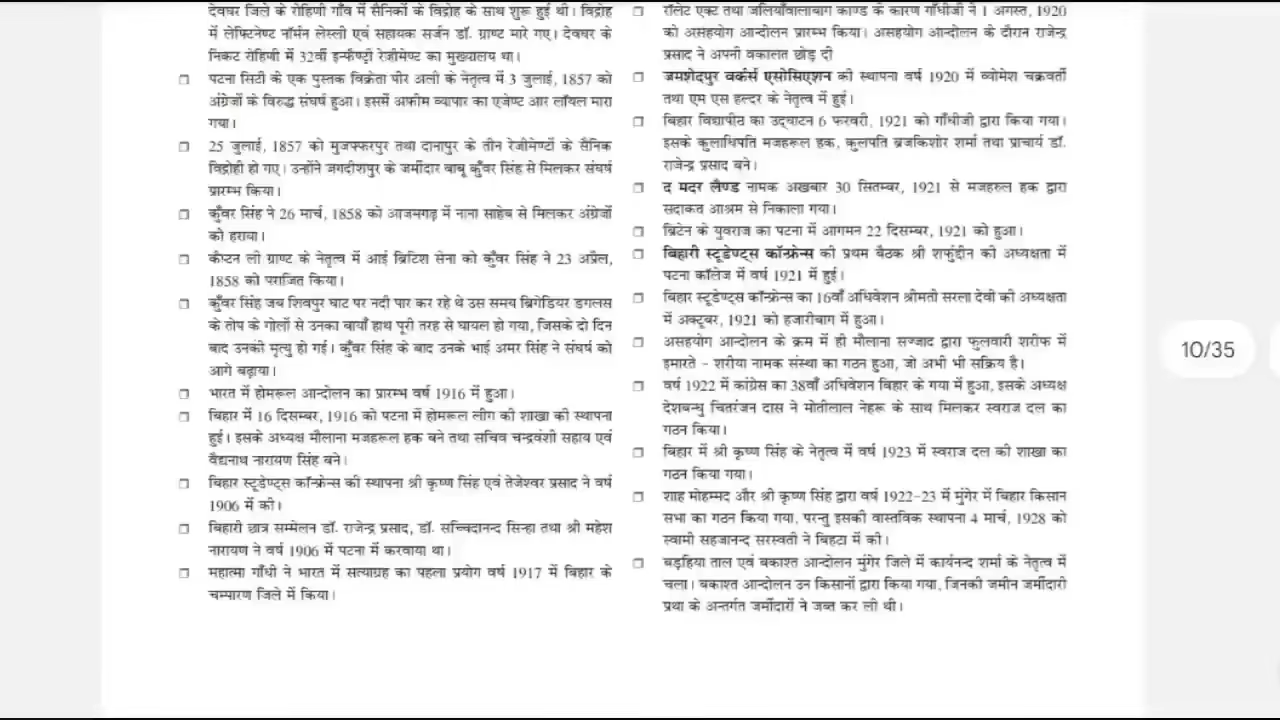 देवघर जिले के रोहिणी गाँव में सैनिकों के विद्रोह के साथ शुरू हुई थी। विद्रोह
में लेफ्टिनेण्ट नॉर्मन लेस्ली एवं सहायक सर्जन डॉ. ग्राण्ट मारे गए। देवघर के
निकट रोहिणी में 32वीं इन्फैण्ट्री रेजीमेण्ट का मुख्यालय था।
पटना सिटी के एक पुस्तक विक्रेता पीर अली के नेतृत्व में 3 जुलाई, 1857 को
अंग्रेजों के विरुद्ध संघर्ष हुआ। इसमें अफीम व्यापार का एजेण्ट आर लॉयल मारा
गया।
25 जुलाई, 1857 को मुजफ्फरपुर तथा दानापुर के तीन रेजीमेण्टों के सैनिक
विद्रोही हो गए। उन्होंने जगदीशपुर के जमींदार बाबू कुँवर सिंह से मिलकर संघर्ष
प्रारम्भ किया।
कुँवर सिंह ने 26 मार्च, 1858 को आजमगढ़ में नाना साहेब से मिलकर अंग्रेजों
को हराया।
कैप्टन ली ग्राण्ट के नेतृत्व में आई ब्रिटिश सेना को कुँवर सिंह ने 23 अप्रैल,
1858 को पराजित किया।
कुँवर सिंह जब शिवपुर घाट पर नदी पार कर रहे थे उस समय ब्रिगेडियर डगलस
के तोप के गोलों से उनका बायाँ हाथ पूरी तरह से घायल हो गया, जिसके दो दिन
बाद उनकी मृत्यु हो गई। कुँवर सिंह के बाद उनके भाई अमर सिंह ने संघर्ष को
आगे बढ़ाया।
भारत में होमरूल आन्दोलन का प्रारम्भ वर्ष 1916 में हुआ।
बिहार में 16 दिसम्बर, 1916 को पटना में होमरूल लीग की शाखा की स्थापना
हुई। इसके अध्यक्ष मौलाना मजहरूल हक बने तथा सचिव चन्द्रवंशी सहाय एवं
वैद्यनाथ नारायण सिंह बने।
बिहार स्टूडेण्ट्स कॉन्फ्रेन्स की स्थापना श्री कृष्ण सिंह एवं तेजेश्वर प्रसाद ने वर्ष
1906 में की।
बिहारी छात्र सम्मेलन डॉ. राजेन्द्र प्रसाद, डॉ. सच्चिदानन्द सिन्हा तथा श्री महेश
नारायण ने वर्ष 1906 में पटना में करवाया था।
महात्मा गाँधी ने भारत में सत्याग्रह का पहला प्रयोग वर्ष 1917 में बिहार के
चम्पारण जिले में किया।
रॉलेट एक्ट तथा जलियाँवालाबाग काण्ड के कारण गाँधीजी ने 1 अगस्त, 1920
को असहयोग आन्दोलन प्रारम्भ किया। असहयोग आन्दोलन के दौरान राजेन्द्र
प्रसाद ने अपनी वकालत छोड़ दी
जमशेदपुर वर्कर्स एसोसिएशन की स्थापना वर्ष 1920 में व्योमेश चक्रवर्ती
तथा एम एस हल्दर के नेतृत्व में हुई।
बिहार विद्यापीठ का उद्घाटन 6 फरवरी, 1921 को गाँधीजी द्वारा किया गया।
इसके कुलाधिपति मजहरूल हक, कुलपति ब्रजकिशोर शर्मा तथा प्राचार्य डॉ.
राजेन्द्र प्रसाद बने।
द मदर लैण्ड नामक अखबार 30 सितम्बर, 1921 से मजहरुल हक द्वारा
सदाकत आश्रम से निकाला गया।
ब्रिटेन के युवराज का पटना में आगमन 22 दिसम्बर, 1921 को हुआ।
बिहारी स्टूडेण्ट्स कॉन्फ्रेन्स की प्रथम बैठक श्री शर्फुद्दीन की अध्यक्षता में
पटना कॉलेज में वर्ष 1921 में हुई।
बिहार स्टूडेण्ट्स कॉन्फ्रेन्स का 16वाँ अधिवेशन श्रीमती सरला देवी की अध्यक्षता
में अक्टूबर, 1921 को हजारीबाग में हुआ।
असहयोग आन्दोलन के क्रम में ही मौलाना सज्जाद द्वारा फुलवारी शरीफ में
इमारते - शरीया नामक संस्था का गठन हुआ, जो अभी भी सक्रिय है।
वर्ष 1922 में कांग्रेस का 38वाँ अधिवेशन बिहार के गया में हुआ, इसके अध्यक्ष
देशबन्धु चितरंजन दास ने मोतीलाल नेहरू के साथ मिलकर स्वराज दल का
गठन किया।
बिहार में श्री कृष्ण सिंह के नेतृत्व में वर्ष 1923 में स्वराज दल की शाखा का
गठन किया गया।
शाह मोहम्मद और श्री कृष्ण सिंह द्वारा वर्ष 1922-23 में मुंगेर में बिहार किसान
सभा का गठन किया गया, परन्तु इसकी वास्तविक स्थापना 4 मार्च, 1928 को
स्वामी सहजानन्द सरस्वती ने बिहटा में की।
बड़हिया ताल एवं बकाश्त आन्दोलन मुंगेर जिले में कार्यनन्द शर्मा के नेतृत्व में
चला। बकाश्त आन्दोलन उन किसानों द्वारा किया गया, जिनकी जमीन जमींदारी
प्रथा के अन्तर्गत जमींदारों ने जब्त कर ली थी।
10/35